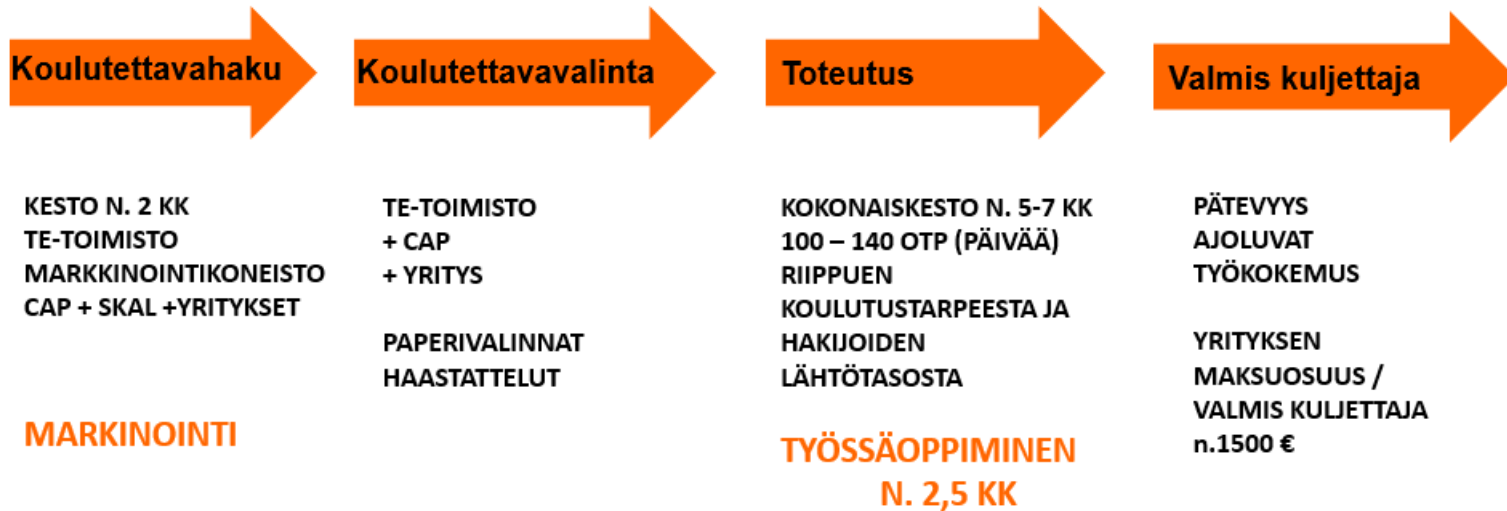 Koulutettavahaku
Koulutettavavalinta
Toteutus
Valmis kuljettaja
KESTO N. 2 KK
TE-TOIMISTO
MARKKINOINTIKONEISTO
CAP + SKAL +YRITYKSET
MARKINOINTI
TE-TOIMISTO
+ CAP
+ YRITYS
PAPERIVALINNAT
HAASTATTELUT
KOKONAISKESTO N. 5-7 KK
100 – 140 OTP (PÄIVÄÄ)
RIIPPUEN
KOULUTUSTARPEESTA JA
HAKIJOIDEN
LÄHTÖTASOSTA
TYÖSSÄOPPIMINEN
N. 2,5 KK
PÄTEVYYS
AJOLUVAT
TYÖKOKEMUS
YRITYKSEN
MAKSUOSUUS /
VALMIS KULJETTAJA
n.1500 €